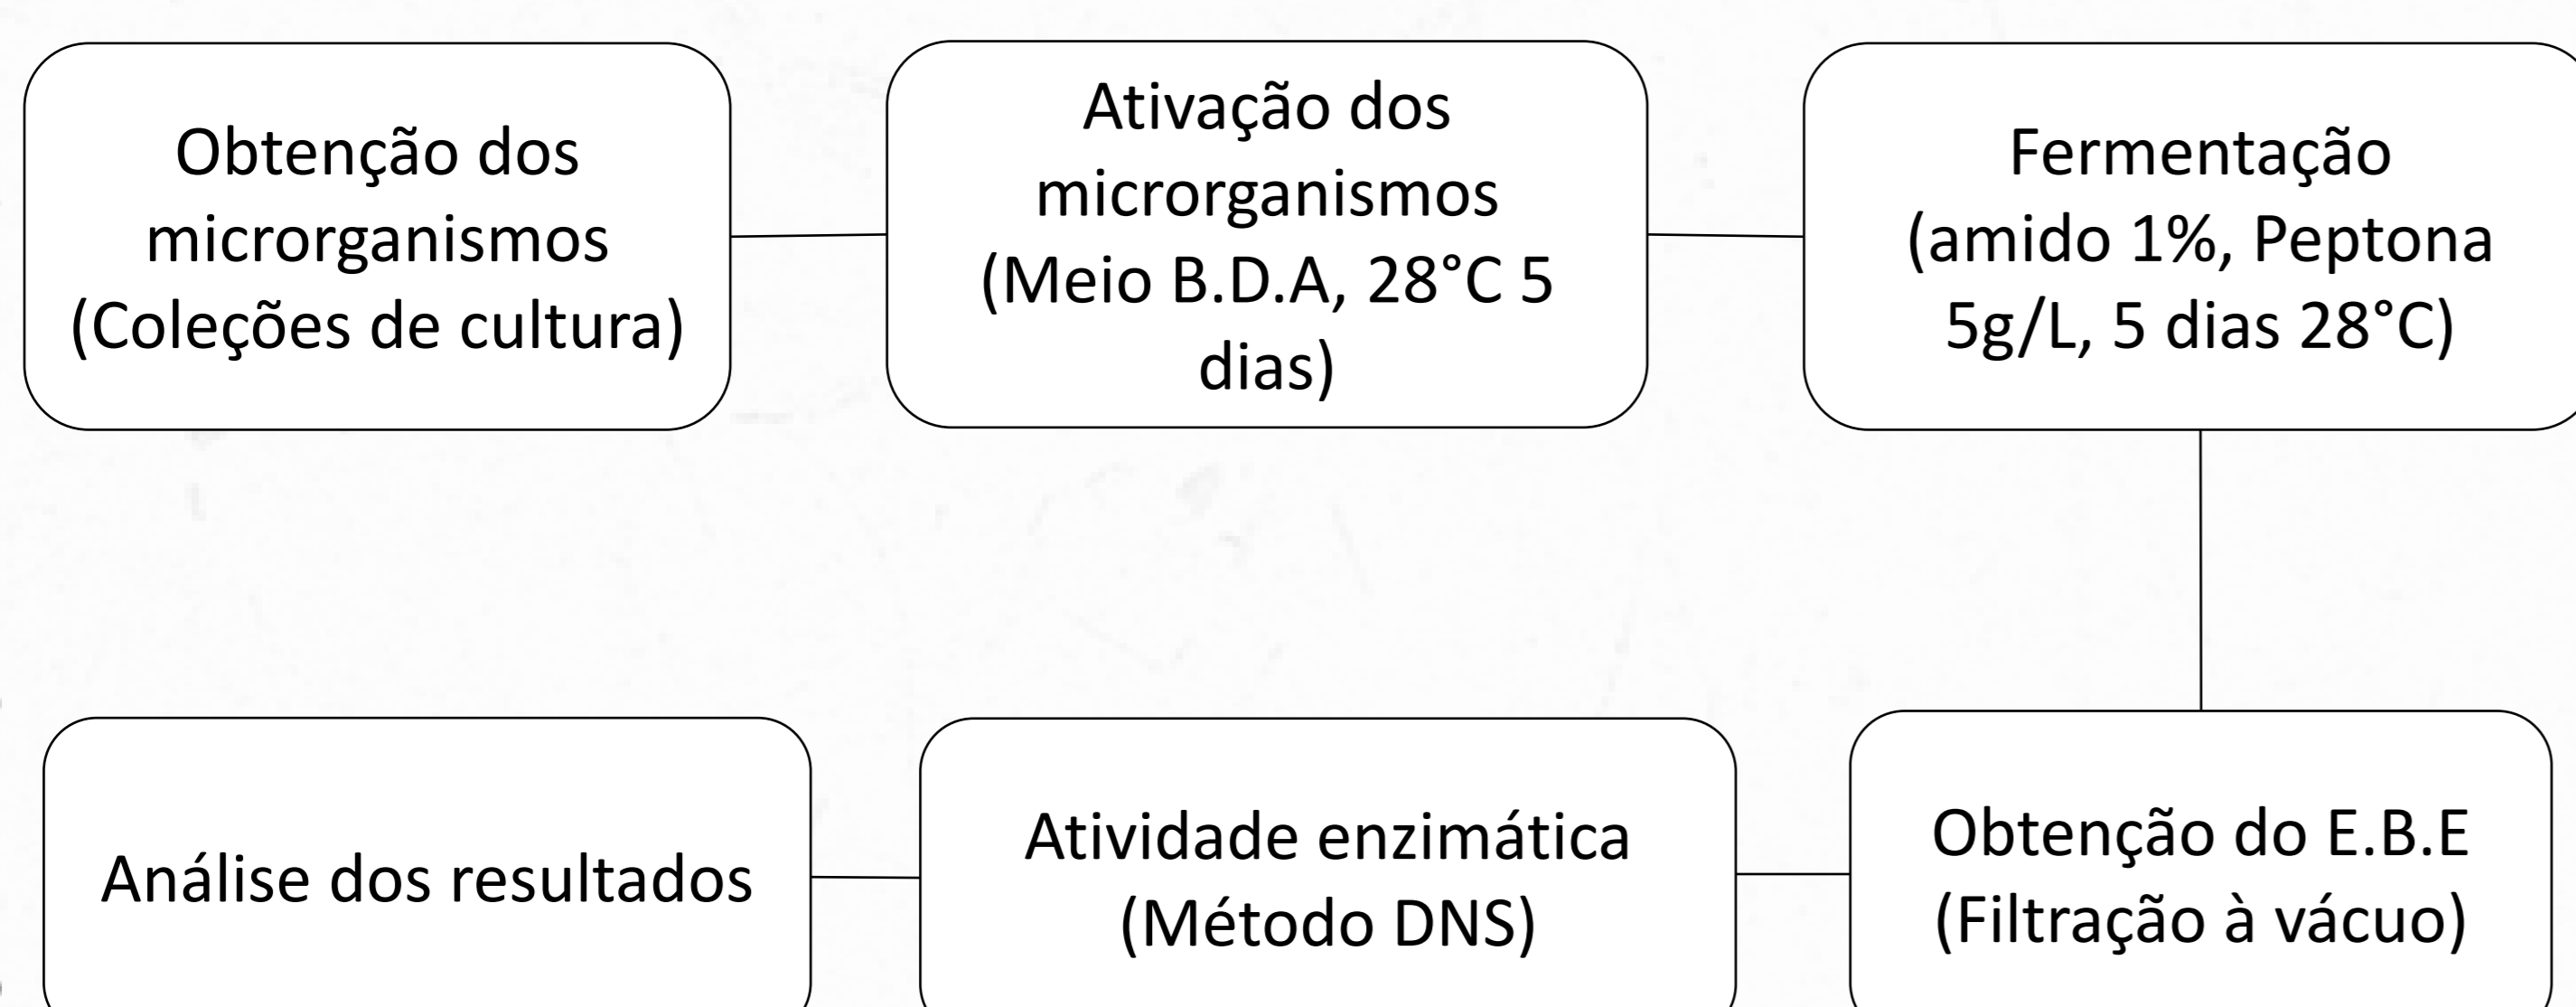 Obtenção dos
microrganismos
(Coleções de cultura)
Ativação dos
microrganismos
(Meio B.D.A, 28°C 5
dias)
Fermentação
(amido 1%, Peptona
5g/L, 5 dias 28°C)
Obtenção do E.B.E
(Filtração à vácuo)
Atividade enzimática
(Método DNS)
Análise dos resultados